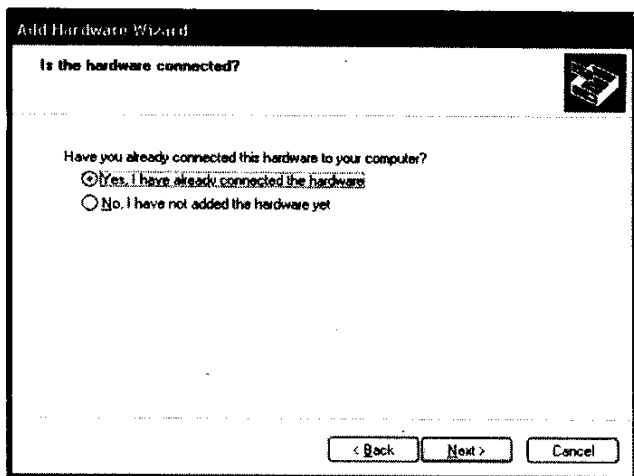 Add Hardware Wizard
Is the hardware connected?
Have you already connected this hardware to your computer?
Yes, I have already connected the hardware
No, I have not added the hardware yet
< Back Next > Cancel